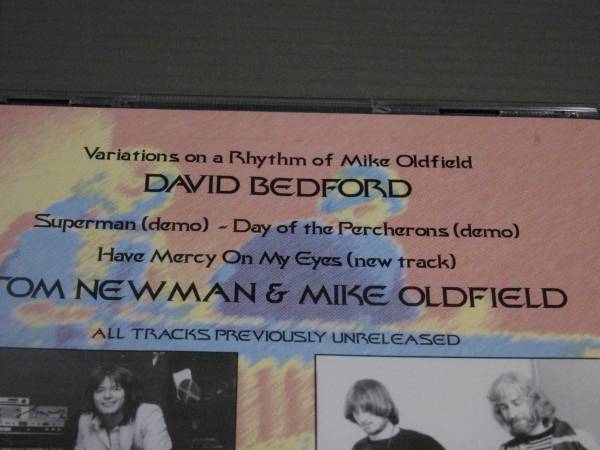 Variations on a Rhythm of Mike Oldfield
DAVID BEDFORD
Superman (demo) - Day of the Percherons (demo)
Have Mercy On My Eyes (new track)
TOM NEWMAN & MIKE OLDFIELD
ALL TRACKS PREVIOUSLY UNRELEASED